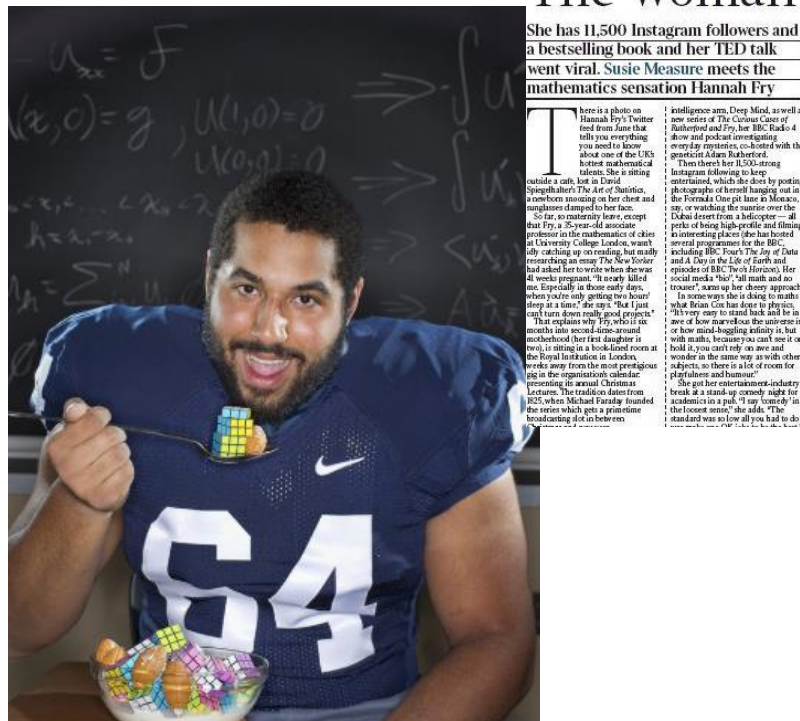 The woman
She has 11,500 Instagram followers and
a bestselling book and her TED talk
went viral. Susie Measure meets the
mathematics sensation Hannah Fry
There is a photo on
Hannah Fry's Twitter
feed from June that
tells you everything
you need to know
about one of the UK's
hottest mathematical
talents. She is sitting
outside a café, lost in David
Spiegelhalter's The Art of Statistics,
a newborn snoozing on her chest and
sunglasses clamped to her face.
So far, so maternity leave, except
that Fry, a 35-year-old associate
professor in the mathematics of cities
at University College London, wasn't
idly catching up on reading, but madly
researching an essay The New Yorker
had asked her to write when she was
41 weeks pregnant. "It nearly killed
me. Especially in those early days,
when you're only getting two hours'
sleep at a time," she says. "But I just
can't turn down really good projects."
That explains why Fry, who is six
months into second-time-around
motherhood (her first daughter is
two), is sitting in a book-lined room at
the Royal Institution in London,
weeks away from the most prestigious
gig in the organisation's calendar:
presenting its annual Christmas
Lectures. The tradition dates from
1825, when Michael Faraday founded
the series which gets a primetime
broadcasting slot in between
intelligence arm, Deep Mind, as well a
new series of The Curious Cases of
Rutherford and Fry, her BBC Radio 4
show and podcast investigating
everyday mysteries, co-hosted with th
geneticist Adam Rutherford.
Then there's her 11,500-strong
Instagram following to keep
entertained, which she does by postin
photographs of herself hanging out in
the Formula One pit lane in Monaco,
say, or watching the sunrise over the
Dubai desert from a helicopter — all
perks of being high-profile and filming
in interesting places (she has hosted
several programmes for the BBC,
including BBC Four's The Joy of Data
and A Day in the Life of Earth and
episodes of BBC Two's Horizon). Her
social media "bio", "all math and no
trouser", sums up her cheery approach
In some ways she is doing to maths
what Brian Cox has done to physics.
"It's very easy to stand back and be in
awe of how marvellous the universe is
or how mind-boggling infinity is, but
with maths, because you can't see it or
hold it, you can't rely on awe and
wonder in the same way as with other
subjects, so there is a lot of room for
playfulness and humour."
She got her entertainment-industry
break at a stand-up comedy night for
academics in a pub. "I say 'comedy' in
the loosest sense," she adds. "The
standard was so low all you had to do
64